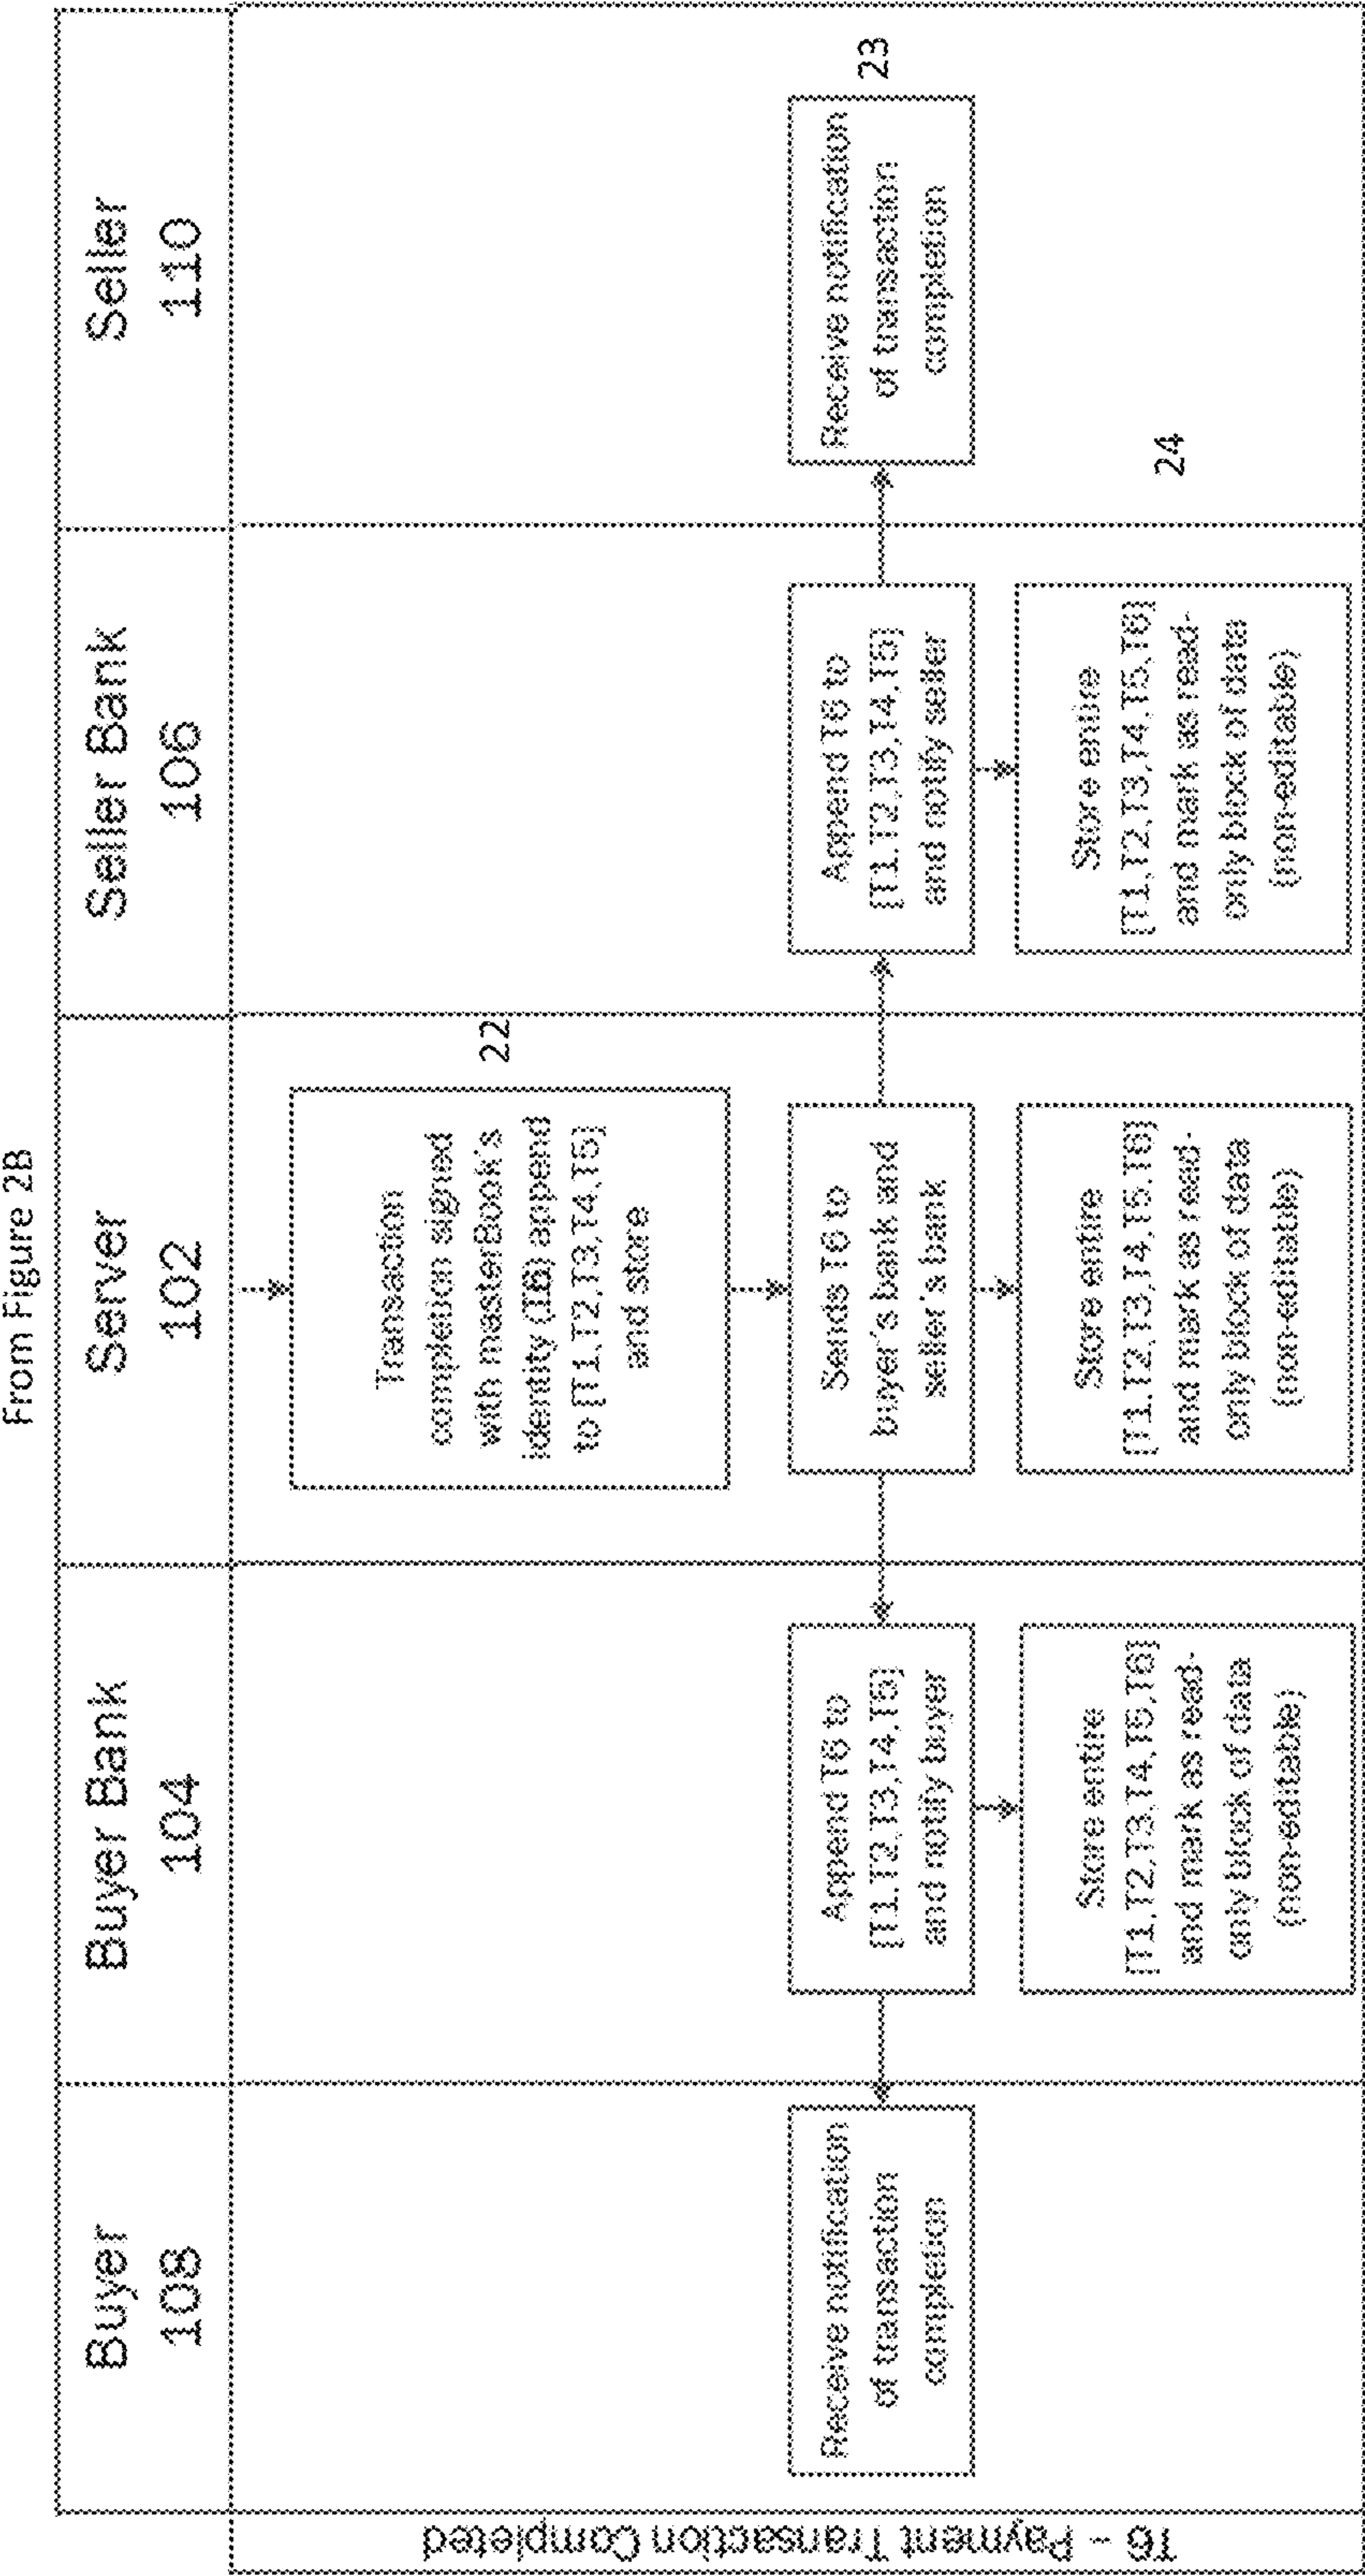 From Figure 2B
Buyer
108
Buyer Bank
104
Server
102
Seller Bank
106
Seller
110
T6 - Payment Transaction Completed
Transaction
completion signed
with masterBook's
identity (T6) append
to [T1,T2,T3,T4,T5]
and store
22
Receive notification
of transaction
completion
Append T6 to
[T1,T2,T3,T4,T5]
and notify buyer
Sends T6 to
buyer's bank and
seller's bank
Append T6 to
[T1,T2,T3,T4,T5]
and notify seller
Receive notification
of transaction
completion
23
Store entire
[T1,T2,T3,T4,T5,T6]
and mark as read-
only block of data
(non-editable)
Store entire
[T1,T2,T3,T4,T5,T6]
and mark as read-
only block of data
(non-editable)
Store entire
[T1,T2,T3,T4,T5,T6]
and mark as read-
only block of data
(non-editable)
24